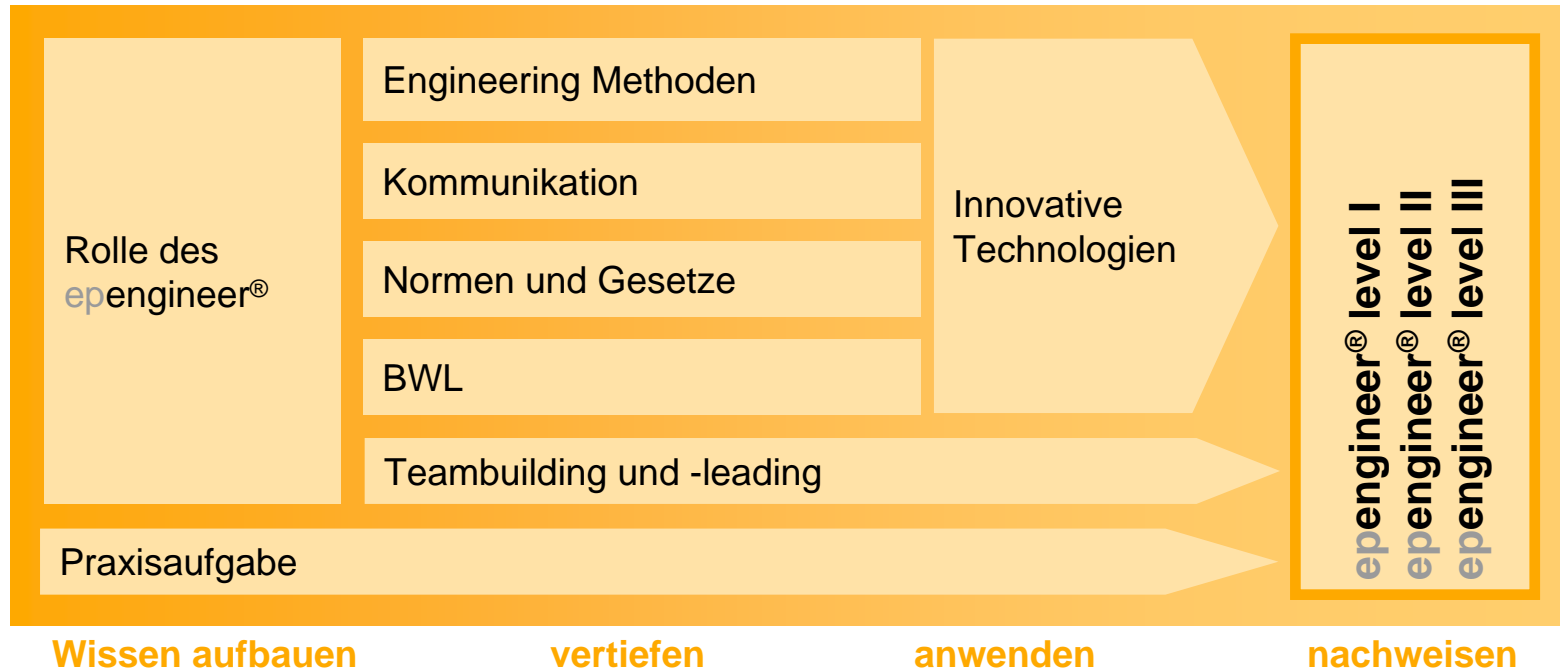 Rolle des
epengineer®
Engineering Methoden
Kommunikation
Normen und Gesetze
BWL
Teambuilding und -leading
Innovative
Technologien
Praxisaufgabe
epengineer® level I
epengineer® level II
epengineer® level III
Wissen aufbauen
vertiefen
anwenden
nachweisen